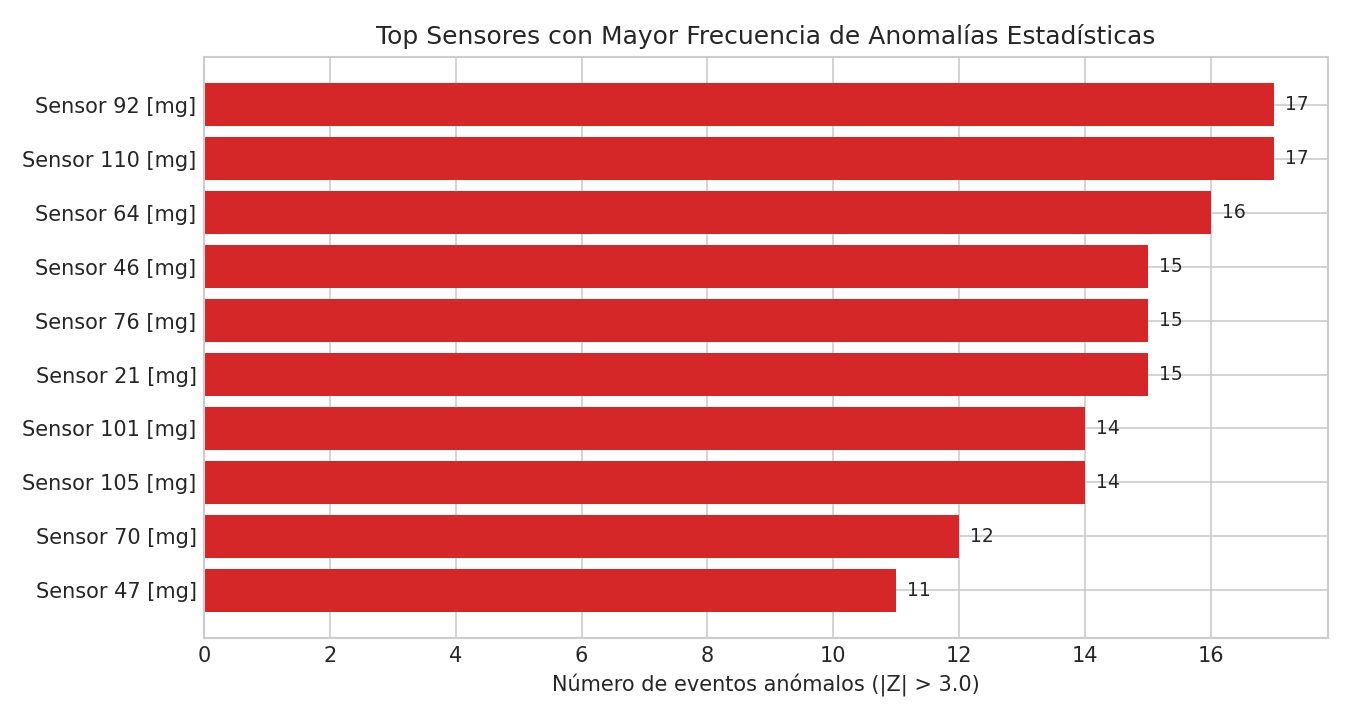 Top Sensores con Mayor Frecuencia de Anomalías Estadísticas
Sensor 92 [mg] 17
Sensor 110 [mg] 17
Sensor 64 [mg] 16
Sensor 46 [mg] 15
Sensor 76 [mg] 15
Sensor 21 [mg] 15
Sensor 101 [mg] 14
Sensor 105 [mg] 14
Sensor 70 [mg] 12
Sensor 47 [mg] 11
0 2 4 6 8 10 12 14 16
Número de eventos anómalos (|Z| > 3.0)